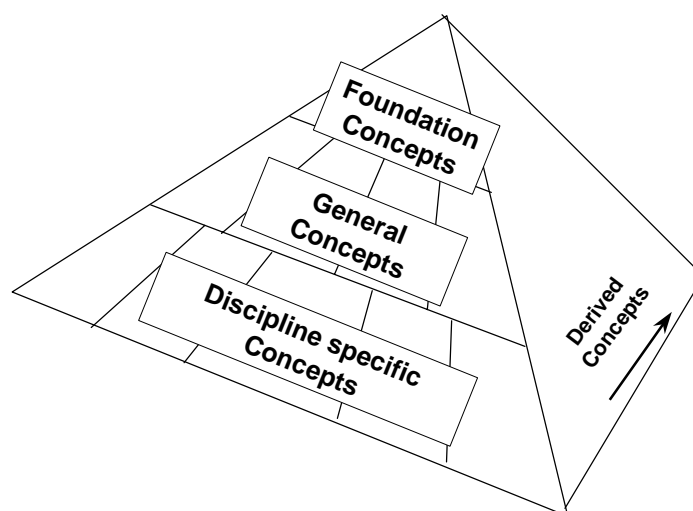 Foundation
Concepts
General
Concepts
Discipline specific
Concepts
Derived
Concepts